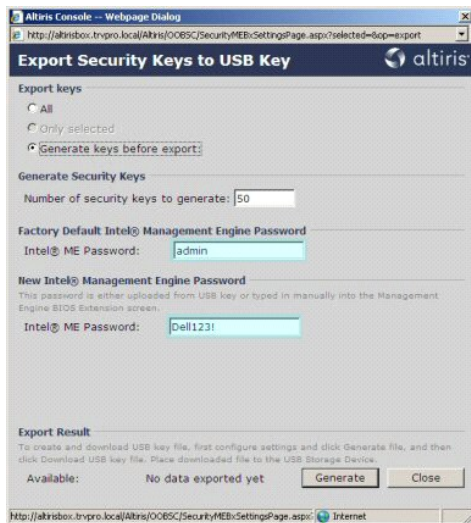 Altiris Console -- Webpage Dialog
http://altirisbox.trvpro.local/Altiris/OOBSC/SecurityMEBxSettingsPage.aspx?selected=&op=export
Export Security Keys to USB Key
altiris
Export keys
All
Only selected
Generate keys before export:
Generate Security Keys
Number of security keys to generate: 50
Factory Default Intel® Management Engine Password
Intel® ME Password: admin
New Intel® Management Engine Password
This password is either uploaded from USB key or typed in manually into the Management
Engine BIOS Extension screen.
Intel® ME Password: Dell123!
Export Result
To create and download USB key file, first configure settings and click Generate file, and then
click Download USB key file. Place downloaded file to the USB Storage Device.
Available: No data exported yet Generate Close
http://altirisbox.trvpro.local/Altiris/OOBSC/SecurityMEBxSettingsPage.aspx? Internet